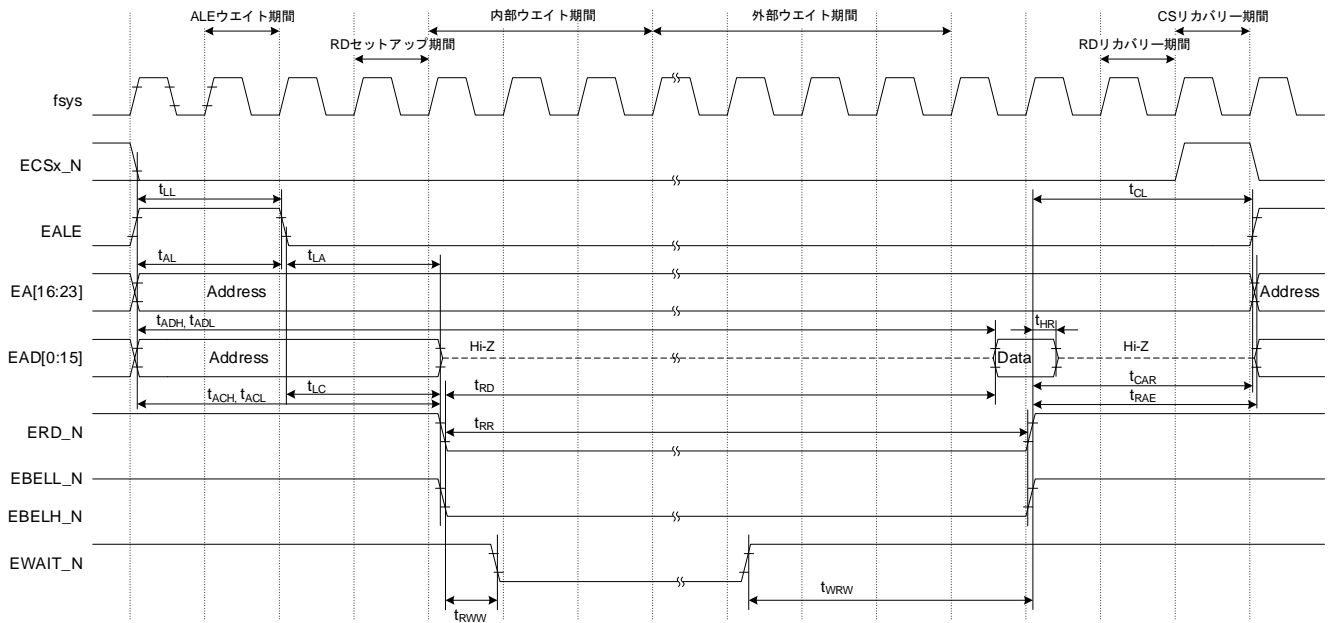 ALEウエイト期間
内部ウエイト期間
外部ウエイト期間
CSリカバリー期間
RDセットアップ期間
RDリカバリー期間
fsys
ECSx_N
tLL
tCL
EALE
tAL
tLA
EA[16:23]
Address
Address
tADH, tADL
tHR
EAD[0:15]
Address
Hi-Z
Data
Hi-Z
tACH, tACL
tLC
tRD
tCAR
tRAE
ERD_N
tRR
EBELL_N
EBELH_N
EWAIT_N
tRWW
tWRW